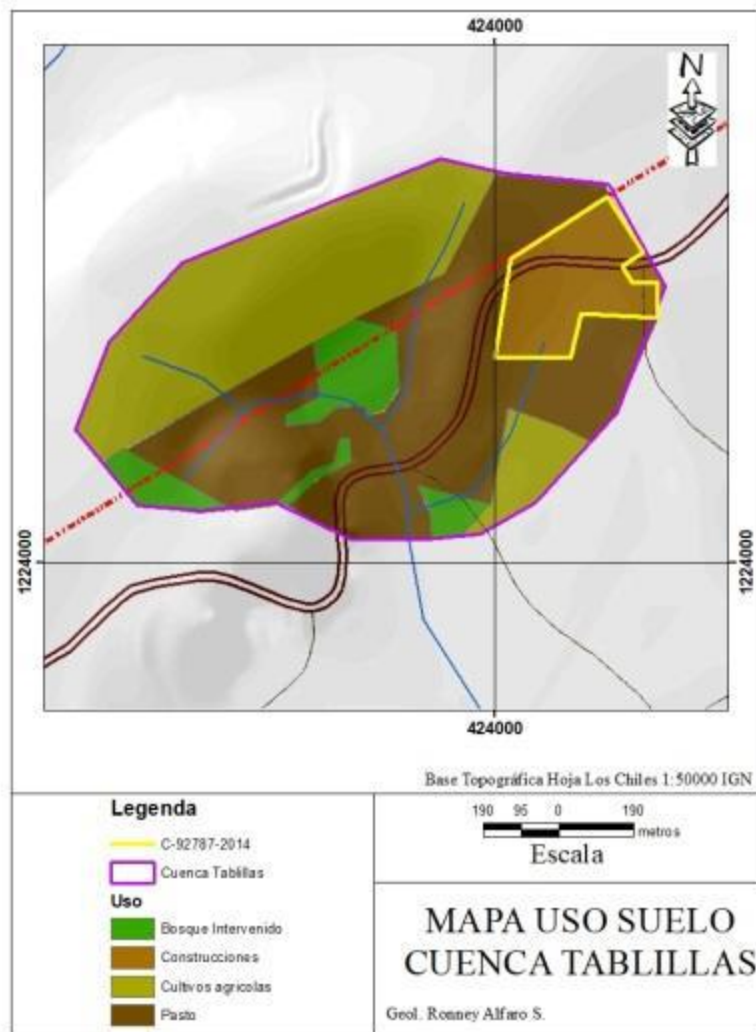 424000
N
1224000
1224000
424000
Base Topográfica Hoja Los Chiles 1:50000 IGN
Legenda
C-92787-2014
Cuenca Tablillas
Uso
Bosque Intervenido
Construcciones
Cultivos agricolas
Pasto
190 95 0 190
metros
Escala
MAPA USO SUELO
CUENCA TABLILLAS
Geol. Ronney Alfaro S.